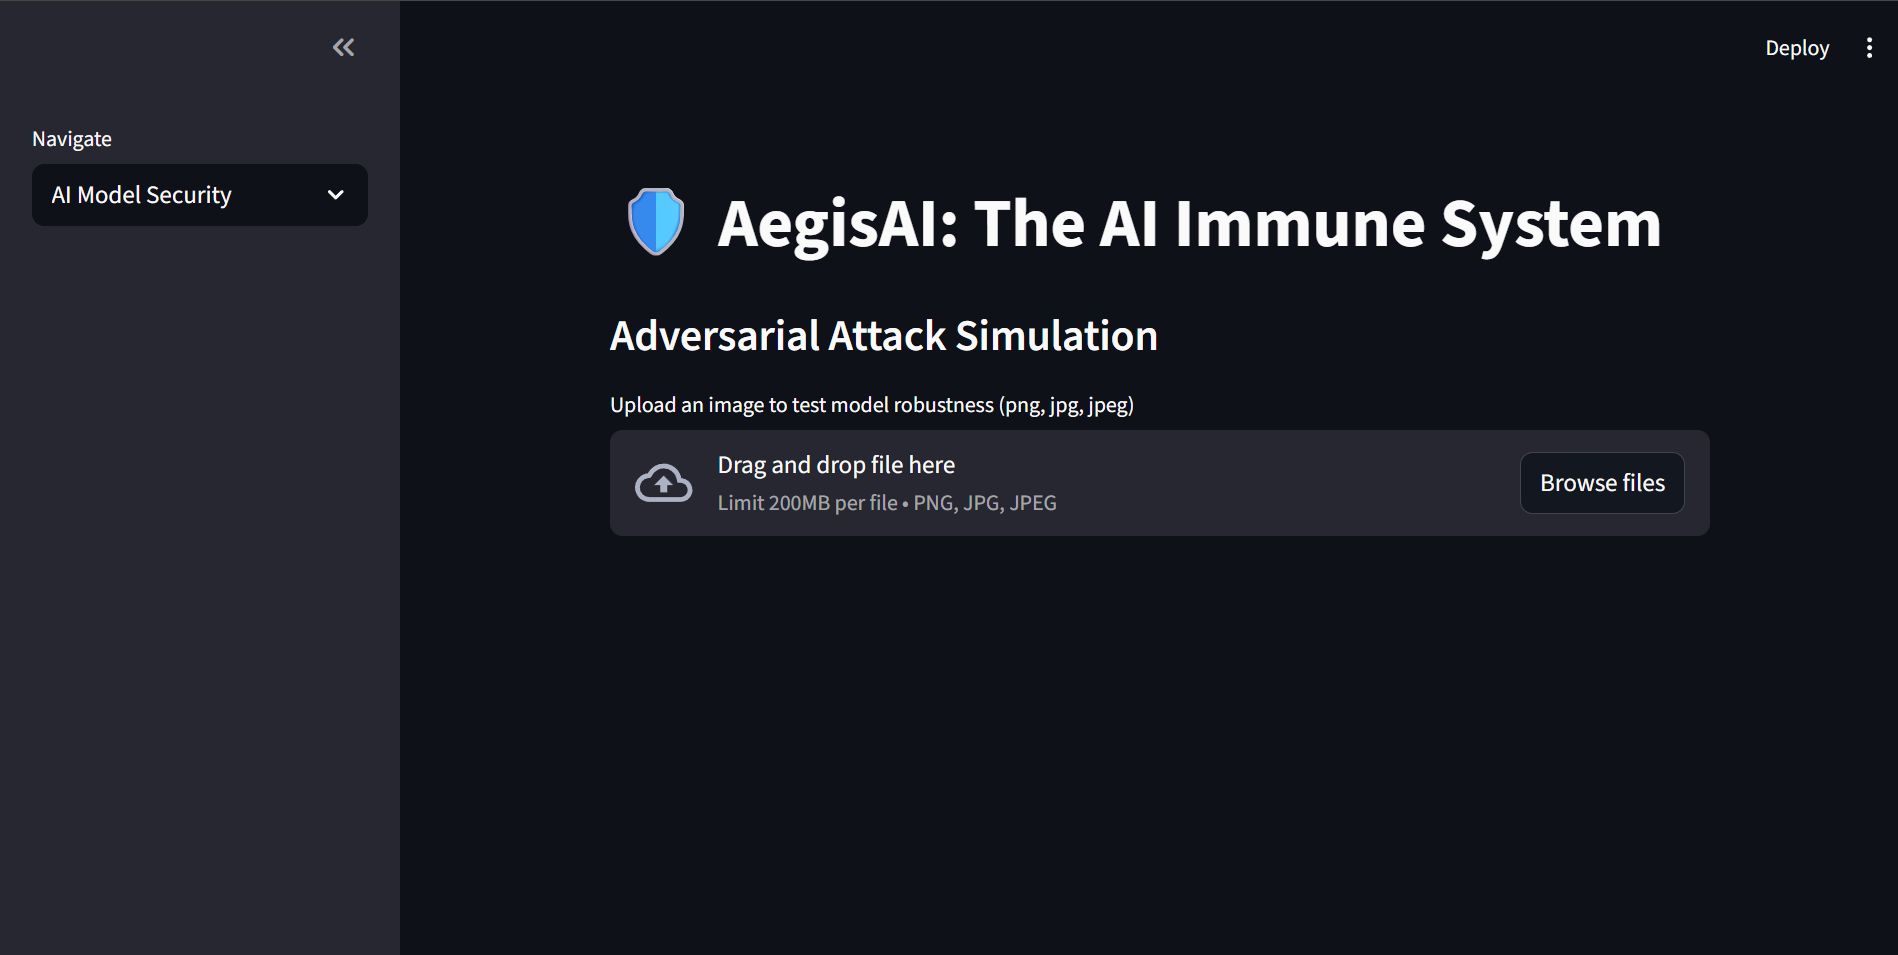 Deploy
Navigate
AI Model Security
AegisAI: The AI Immune System
Adversarial Attack Simulation
Upload an image to test model robustness (png, jpg, jpeg)
Drag and drop file here
Limit 200MB per file • PNG, JPG, JPEG
Browse files